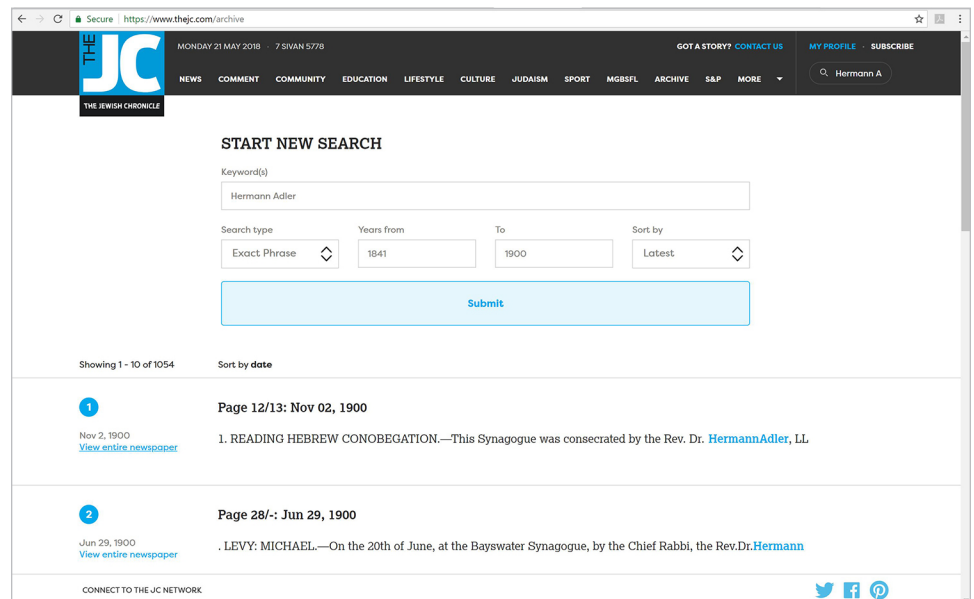 Secure https://www.thejc.com/archive
THE JC
THE JEWISH CHRONICLE
MONDAY 21 MAY 2018 · 7 SIVAN 5778
GOT A STORY? CONTACT US
MY PROFILE · SUBSCRIBE
NEWS COMMENT COMMUNITY EDUCATION LIFESTYLE CULTURE JUDAISM SPORT MGBSFL ARCHIVE S&P MORE
Hermann A
START NEW SEARCH
Keyword(s)
Hermann Adler
Search type Years from To Sort by
Exact Phrase 1841 1900 Latest
Submit
Showing 1 - 10 of 1054 Sort by date
1
Page 12/13: Nov 02, 1900
Nov 2, 1900
View entire newspaper
1. READING HEBREW CONOBEGATION.—This Synagogue was consecrated by the Rev. Dr. HermannAdler, LL
2
Page 28/-: Jun 29, 1900
Jun 29, 1900
View entire newspaper
. LEVY: MICHAEL.—On the 20th of June, at the Bayswater Synagogue, by the Chief Rabbi, the Rev.Dr.Hermann
CONNECT TO THE JC NETWORK